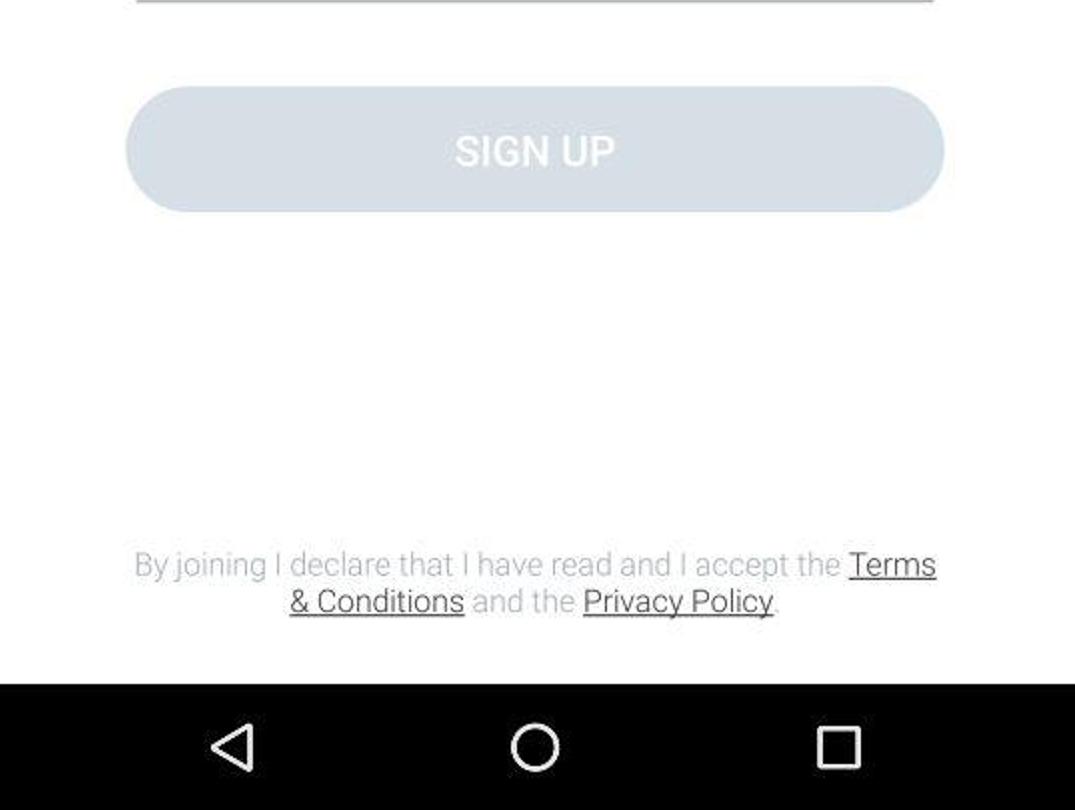 SIGN UP
By joining I declare that I have read and I accept the Terms
& Conditions and the Privacy Policy.